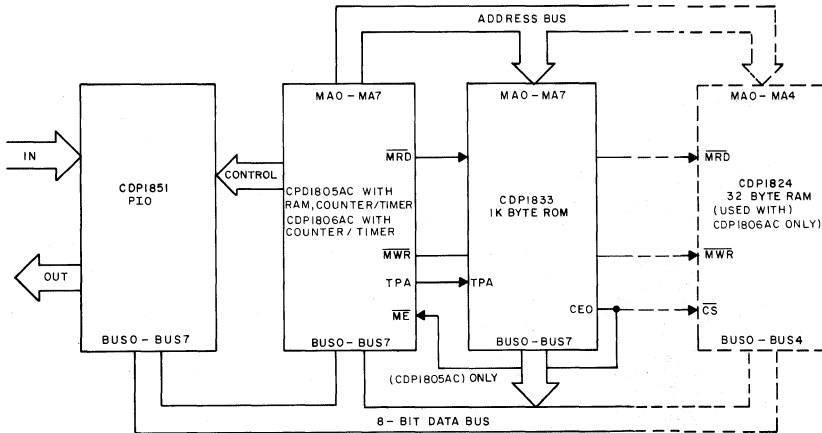 ADDRESS BUS
MA0-MA7
MA0-MA7
MA0-MA4
IN
CDP1851
PIO
CONTROL
MRD
CPD1805AC WITH
RAM, COUNTER/TIMER
CDP1806AC WITH
COUNTER / TIMER
CDP1833
1K BYTE ROM
MRD
CDP1824
32 BYTE RAM
(USED WITH)
CDP1806AC ONLY)
OUT
MWR
MWR
TPA
TPA
ME
CEO
CS
BUS0-BUS7
BUS0-BUS7
BUS0-BUS7
BUS0-BUS4
(CDP1805AC) ONLY
8-BIT DATA BUS